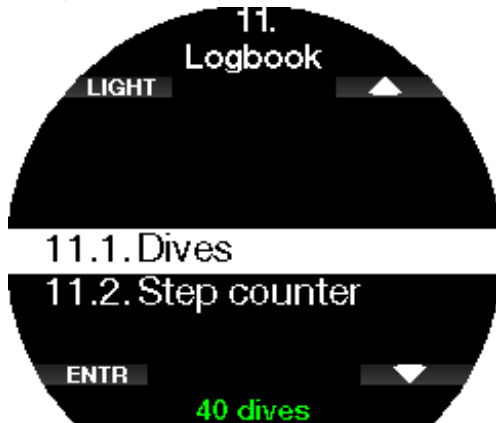 11.
Logbook
LIGHT
11.1. Dives
11.2. Step counter
ENTR
40 dives